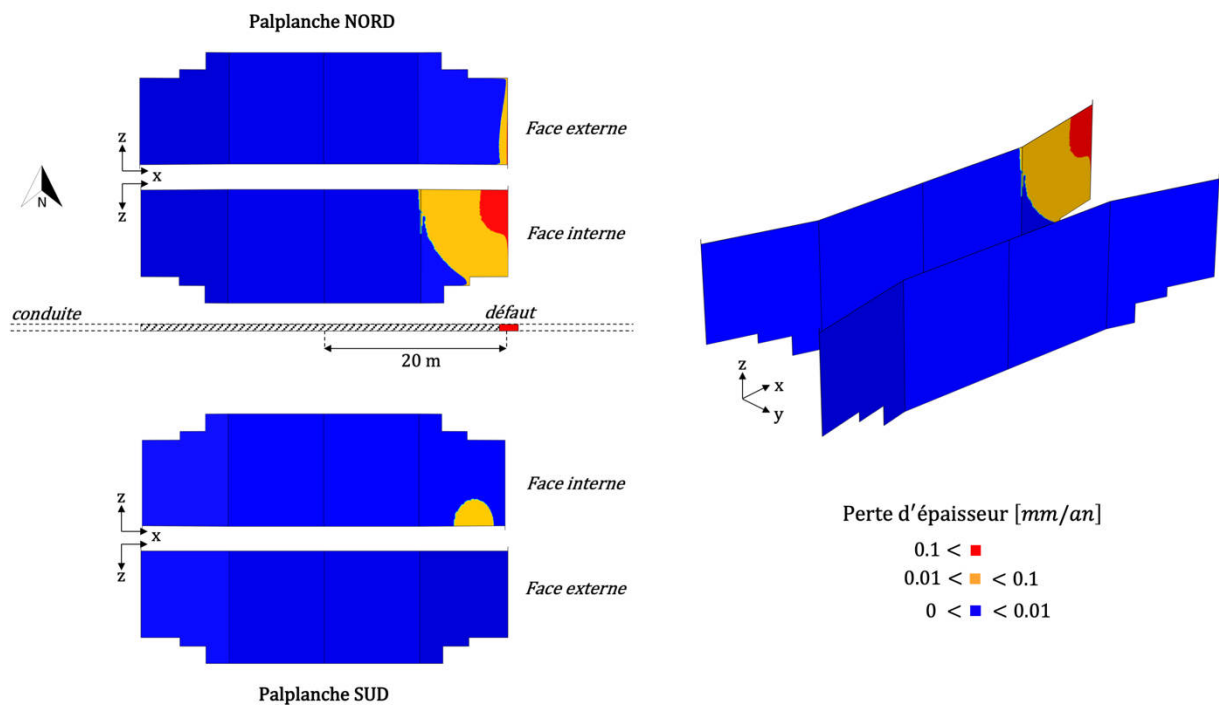 Palplanche NORD
z
Face externe
x
N
z
Face interne
conduite
défaut
20 m
z
Face interne
x
z
Face externe
Palplanche SUD
z
x
y
Perte d'épaisseur [mm/an]
0.1 <
0.01 < < 0.1
0 < < 0.01